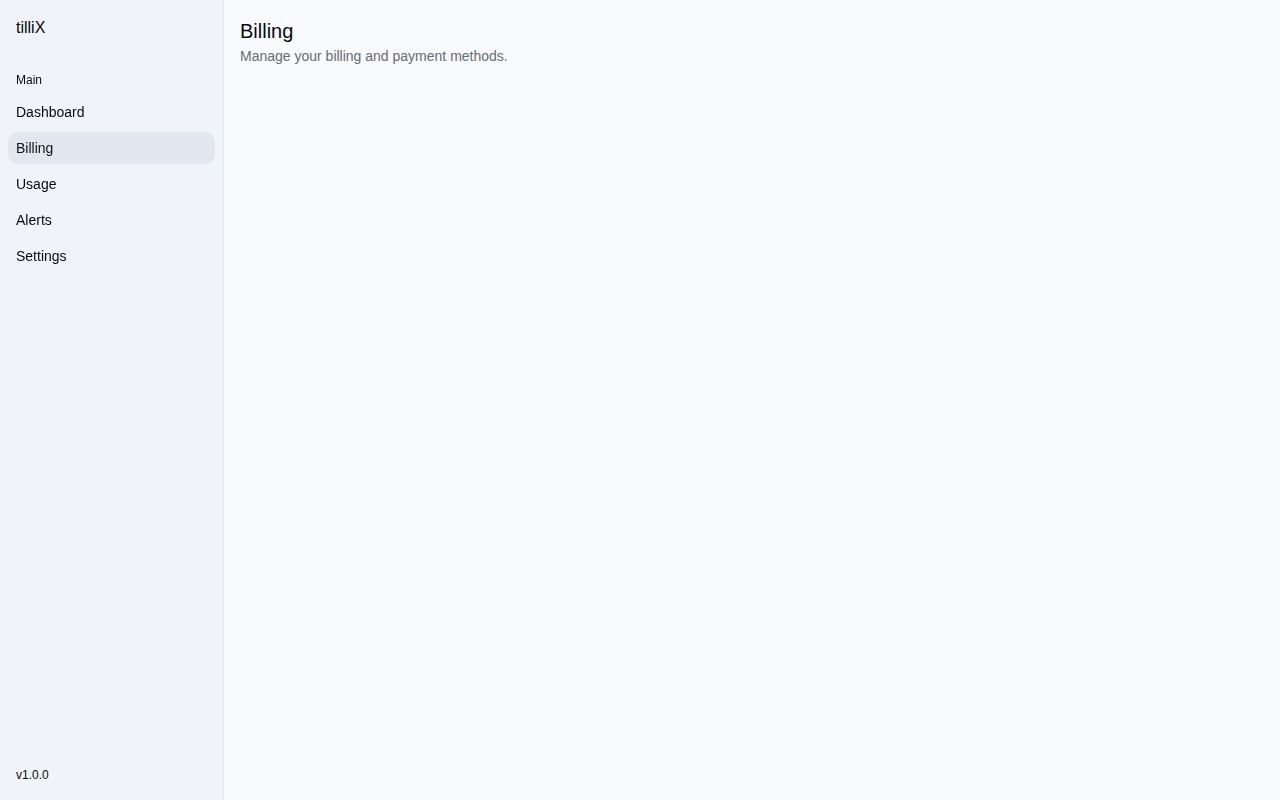 tilliX
Main
Dashboard
Billing
Usage
Alerts
Settings
v1.0.0
Billing
Manage your billing and payment methods.